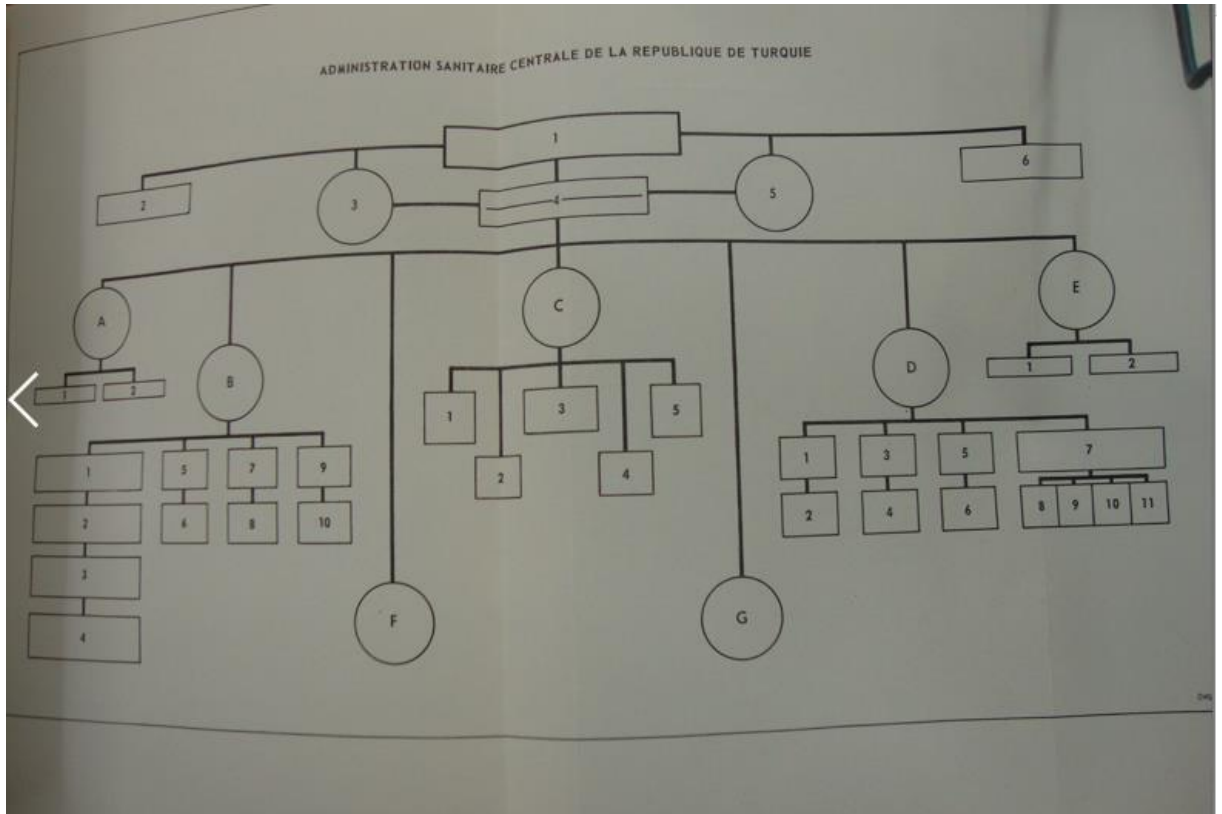 ADMINISTRATION SANITAIRE CENTRALE DE LA REPUBLIQUE DE TURQUIE
1
2 3 4 5 6
A B C D E
1 2
1 2 3 4 5
1 2
1 5 7 9
2 6 8 10
3
4
1 3 5 7
2 4 6 8 9 10 11
F G